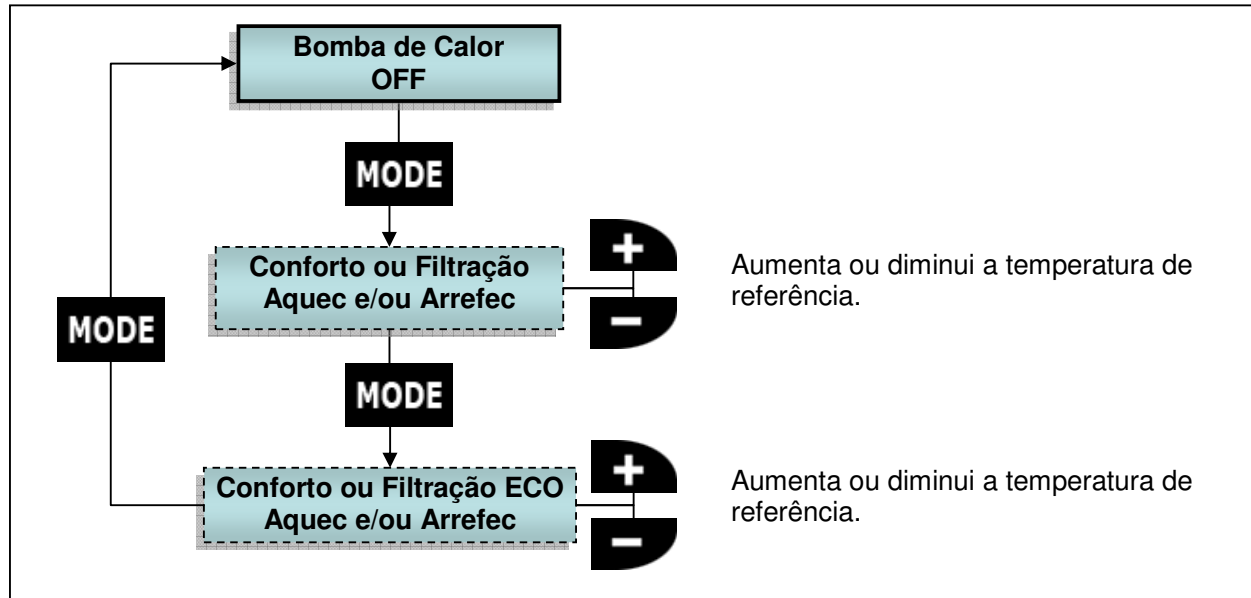 Bomba de Calor
OFF
MODE
Conforto ou Filtração
Aquec e/ou Arrefec
+
−
Aumenta ou diminui a temperatura de
referência.
MODE
MODE
Conforto ou Filtração ECO
Aquec e/ou Arrefec
+
−
Aumenta ou diminui a temperatura de
referência.